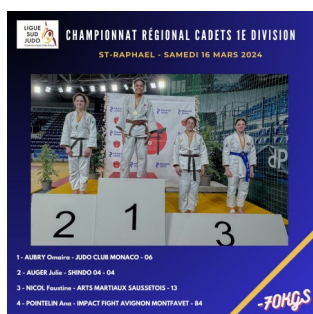 LIGUE
SUD
JUDO
CHAMPIONNAT RÉGIONAL CADETS 1E DIVISION
ST-RAPHAEL - SAMEDI 16 MARS 2024
2
1
3
1 - AUBRY Omaira - JUDO CLUB MONACO - 06
2 - AUGER Julie - SHINDO 04 - 04
3 - NICOL Faustine - ARTS MARTIAUX SAUSSETOIS - 13
4 - POINTELIN Ana - IMPACT FIGHT AVIGNON MONTFAVET - 84
-70KGS